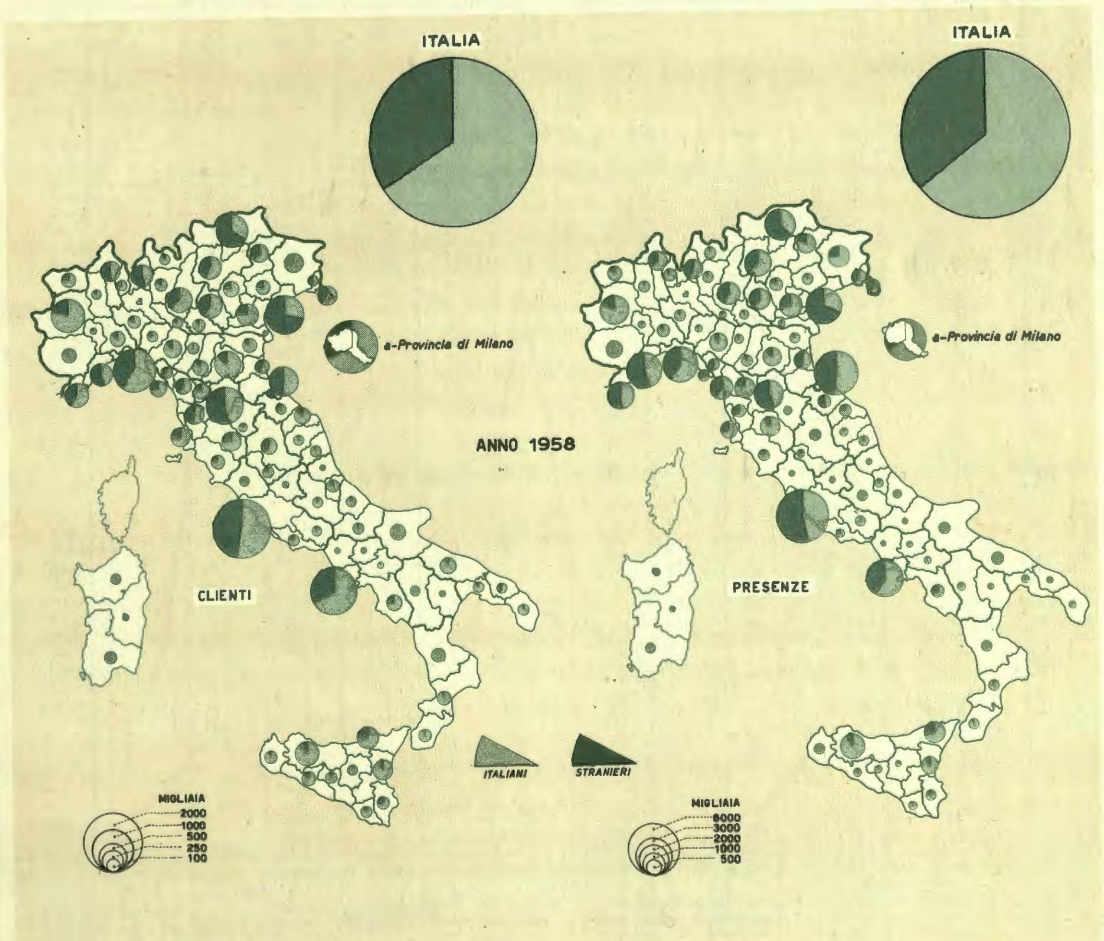 ITALIA
ITALIA
a-Provincia di Milano
a-Provincia di Milano
ANNO 1958
CLIENTI
PRESENZE
ITALIANI
STRANIERI
MIGLIAIA
2000
1000
500
250
100
MIGLIAIA
6000
3000
2000
1000
500